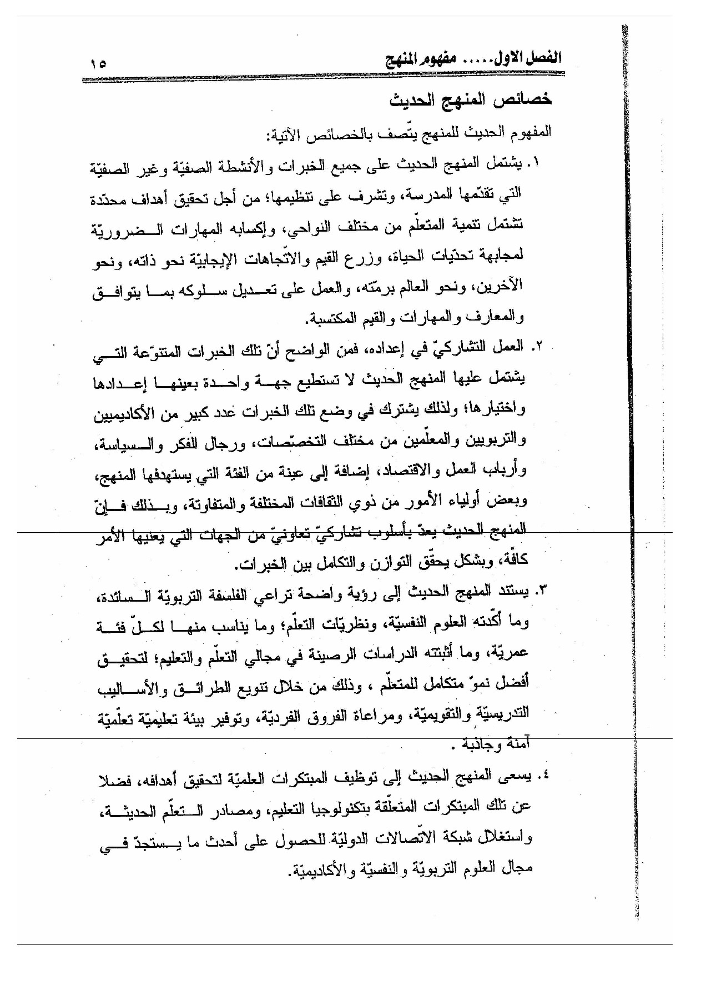 الفصل الاول..... مفهوم المنهج ١٥
خصائص المنهج الحديث
المفهوم الحديث للمنهج يتّصف بالخصائص الآتية:
١. يشتمل المنهج الحديث على جميع الخبرات والأنشطة الصفيّة وغير الصفيّة
التي تقدّمها المدرسة، وتشرف على تنظيمها؛ من أجل تحقيق أهداف محدّدة
تشتمل تنمية المتعلّم من مختلف النواحي، وإكسابه المهارات الضروريّة
لمجابهة تحدّيات الحياة، وزرع القيم والاتّجاهات الإيجابيّة نحو ذاته، ونحو
الآخرين، ونحو العالم برمّته، والعمل على تعديل سلوكه بما يتوافق
والمعارف والمهارات والقيم المكتسبة.
٢. العمل التشاركيّ في إعداده، فمن الواضح أنّ تلك الخبرات المتنوّعة التي
يشتمل عليها المنهج الحديث لا تستطيع جهة واحدة بعينها إعدادها
واختيارها؛ ولذلك يشترك في وضع تلك الخبرات عدد كبير من الأكاديميين
والتربويين والمعلّمين من مختلف التخصّصات، ورجال الفكر والسياسة،
وأرباب العمل والاقتصاد، إضافة إلى عينة من الفئة التي يستهدفها المنهج،
وبعض أولياء الأمور من ذوي الثقافات المختلفة والمتفاوتة، وبذلك فإنّ
المنهج الحديث يعدّ بأسلوب تشاركيّ تعاونيّ من الجهات التي يعنيها الأمر
كافّة، وبشكل يحقّق التوازن والتكامل بين الخبرات.
٣. يستند المنهج الحديث إلى رؤية واضحة تراعي الفلسفة التربويّة السائدة،
وما أكّدته العلوم النفسيّة، ونظريّات التعلّم؛ وما يناسب منها لكلّ فئة
عمريّة، وما أثبتته الدراسات الرصينة في مجالي التعلّم والتعليم؛ لتحقيق
أفضل نموّ متكامل للمتعلّم ، وذلك من خلال تنويع الطرائق والأساليب
التدريسيّة والتقويميّة، ومراعاة الفروق الفرديّة، وتوفير بيئة تعليميّة تعلّميّة
آمنة وجاذبة .
٤. يسعى المنهج الحديث إلى توظيف المبتكرات العلميّة لتحقيق أهدافه، فضلا
عن تلك المبتكرات المتعلّقة بتكنولوجيا التعليم، ومصادر التعلّم الحديثة،
واستغلال شبكة الاتّصالات الدوليّة للحصول على أحدث ما يستجدّ في
مجال العلوم التربويّة والنفسيّة والأكاديميّة.